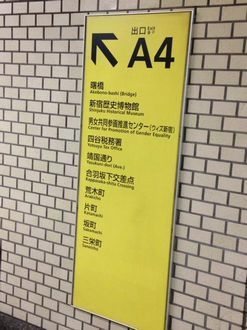 出口
A4
曙橋
Akebono-bashi (Bridge)
新宿歴史博物館
Shinjuku Historical Museum
男女共同参画推進センター(ウィズ新宿)
Center for Promotion of Gender Equality
四谷税務署
Yotsuya Tax Office
靖国通り
Yasukuni-dori (Ave.)
合羽坂下交差点
Kappazaka-shita Crossing
荒木町
Arakicho
片町
Katamachi
坂町
Sakamachi
三栄町
Saneicho